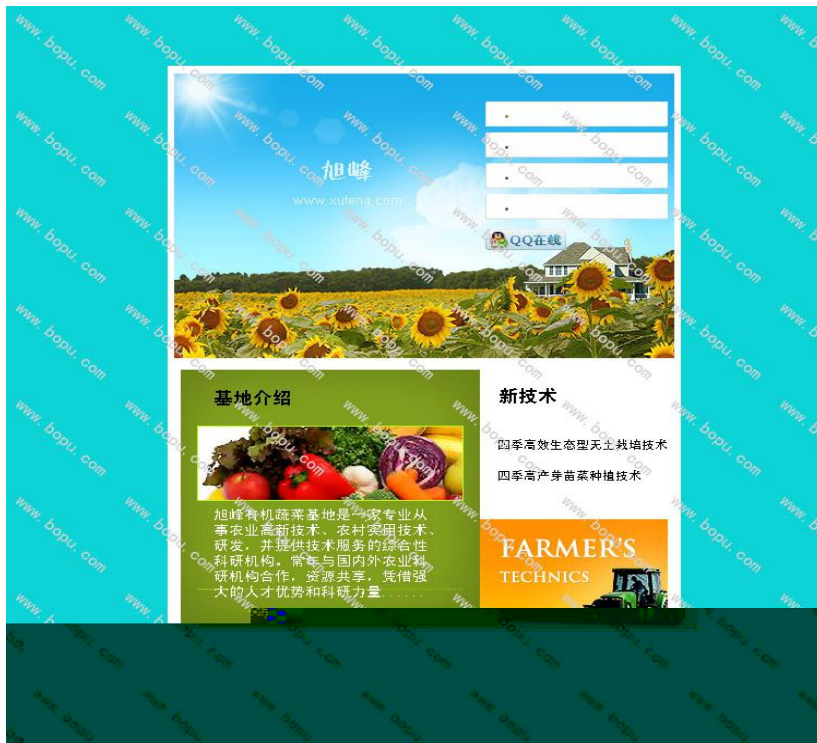 旭峰
www.xufeng.com
QQ在线
基地介绍
旭峰有机蔬菜基地是一家专业从
事农业高新技术、农村实用技术、
研发，并提供技术服务的综合性
科研机构。常年与国内外农业科
研机构合作，资源共享，凭借强
大的人才优势和科研力量......
新技术
四季高效生态型无土栽培技术
四季高产芽苗菜种植技术
FARMER'S
TECHNICS
www.bopu.com